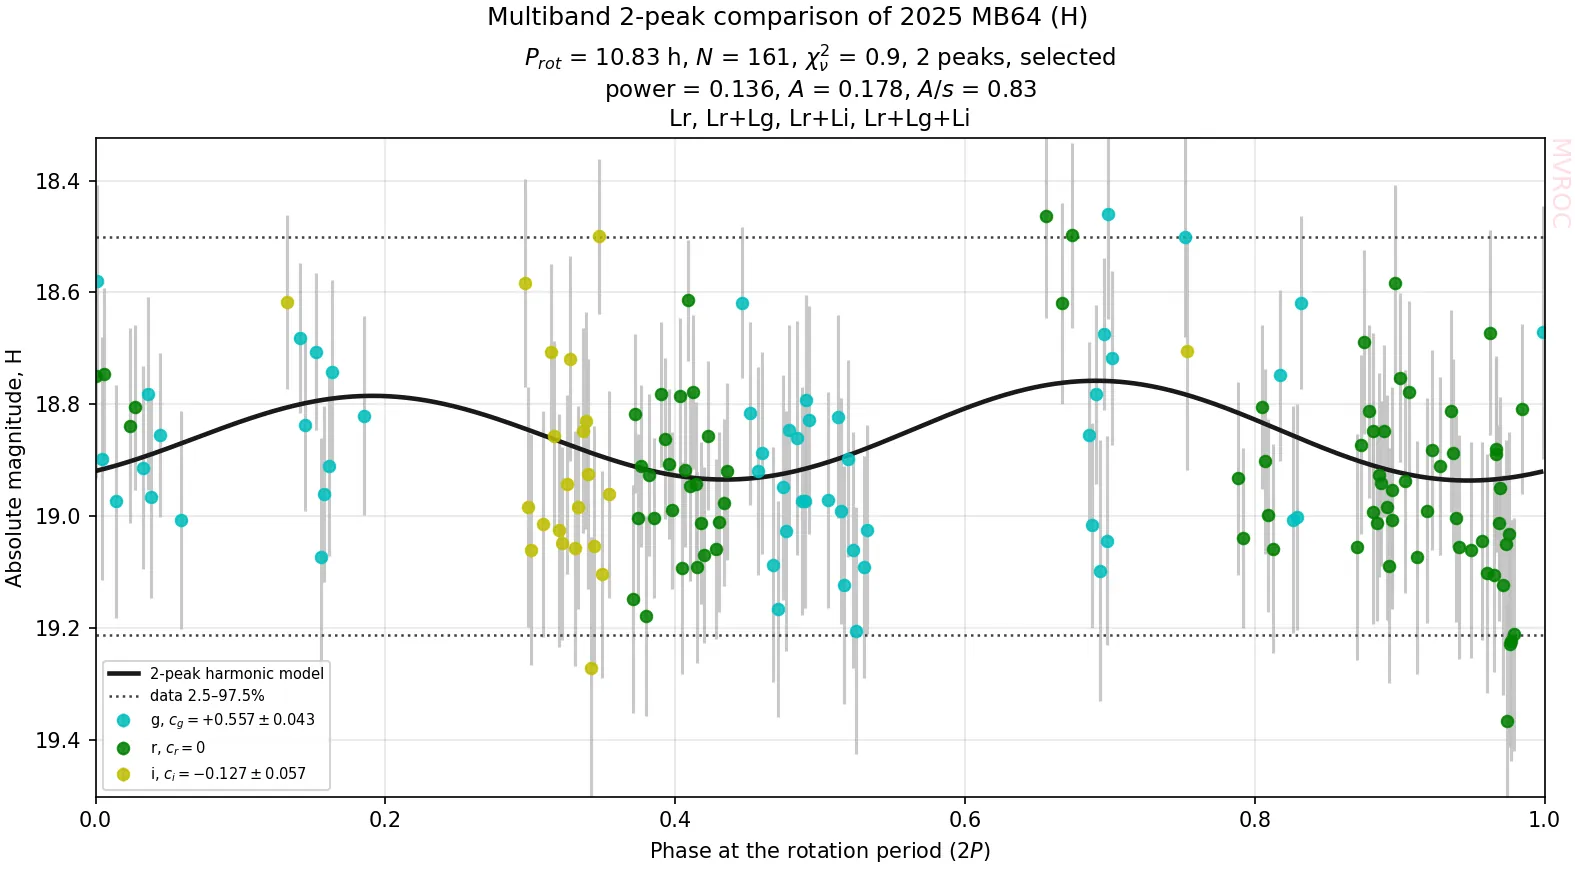 Multiband 2-peak comparison of 2025 MB64 (H)
P_rot = 10.83 h, N = 161, χ²_ν = 0.9, 2 peaks, selected
power = 0.136, A = 0.178, A/s = 0.83
Lr, Lr+Lg, Lr+Li, Lr+Lg+Li
MVROC
Absolute magnitude, H
18.4
18.6
18.8
19.0
19.2
19.4
2-peak harmonic model
data 2.5–97.5%
g, c_g = +0.557 ± 0.043
r, c_r = 0
i, c_i = −0.127 ± 0.057
0.0 0.2 0.4 0.6 0.8 1.0
Phase at the rotation period (2P)